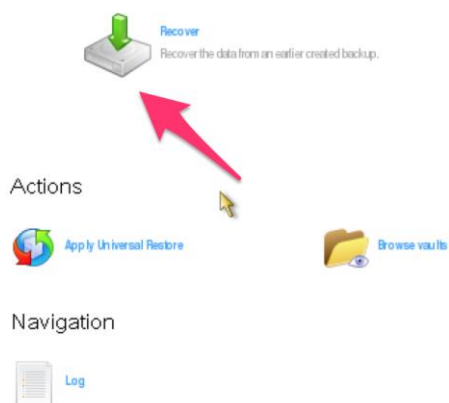 Recover
Recover the data from an earlier created backup.
Actions
Apply Universal Restore
Browse vaults
Navigation
Log